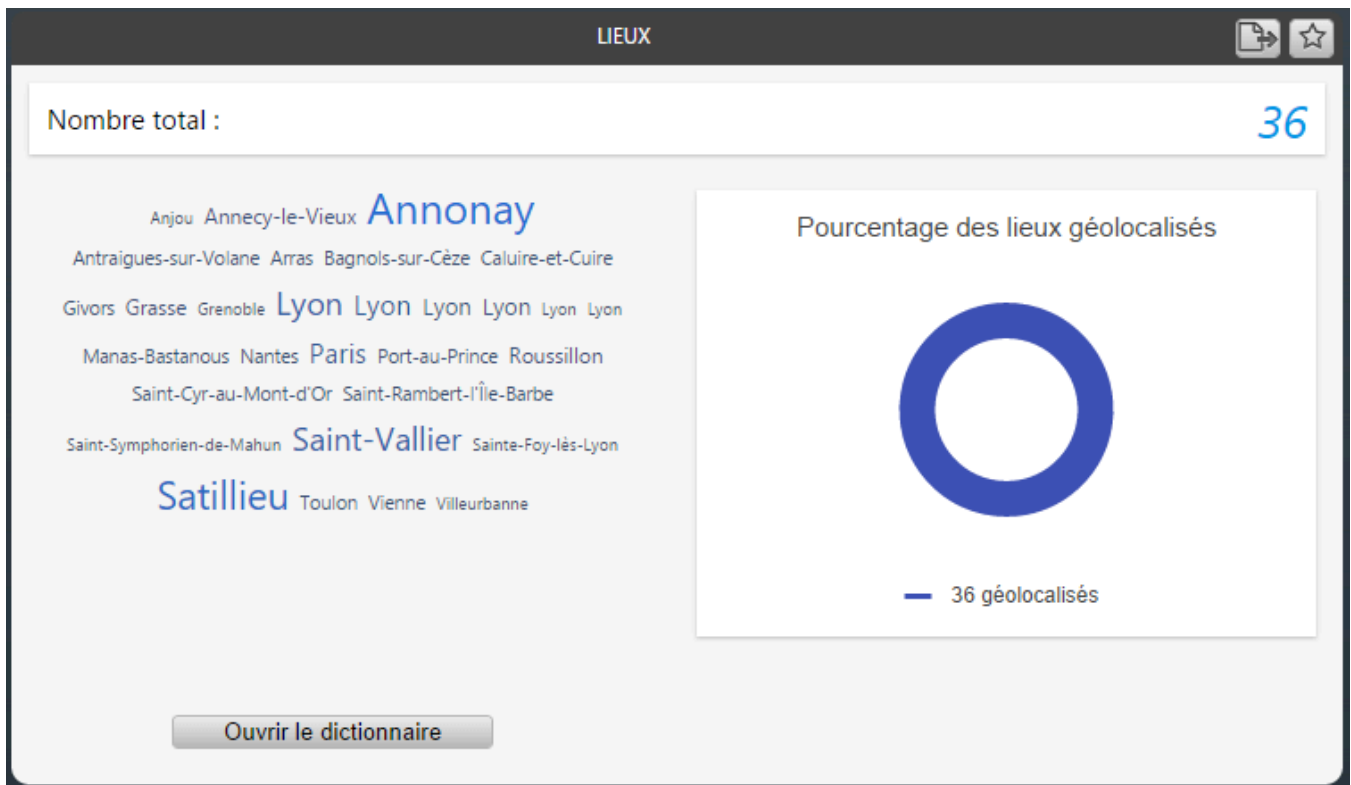 LIEUX
Nombre total :
36
Anjou Annecy-le-Vieux Annonay
Antraigues-sur-Volane Arras Bagnols-sur-Cèze Caluire-et-Cuire
Givors Grasse Grenoble Lyon Lyon Lyon Lyon Lyon Lyon
Manas-Bastanous Nantes Paris Port-au-Prince Roussillon
Saint-Cyr-au-Mont-d'Or Saint-Rambert-l'Île-Barbe
Saint-Symphorien-de-Mahun Saint-Vallier Sainte-Foy-lès-Lyon
Satillieu Toulon Vienne Villeurbanne
Ouvrir le dictionnaire
Pourcentage des lieux géolocalisés
36 géolocalisés